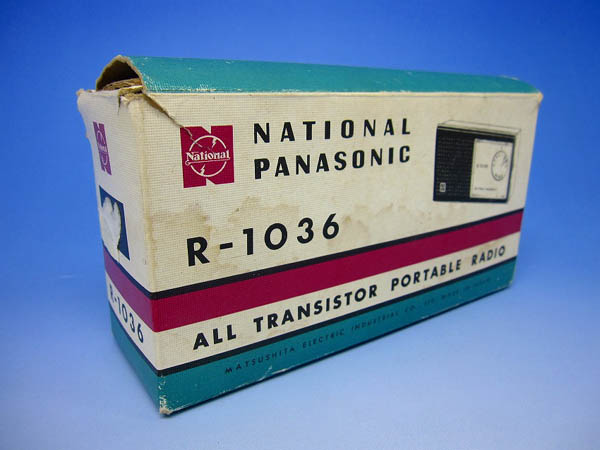 National
NATIONAL
PANASONIC
R-1036
ALL TRANSISTOR PORTABLE RADIO
MATSUSHITA ELECTRIC INDUSTRIAL CO., LTD. MADE IN JAPAN
R-1036